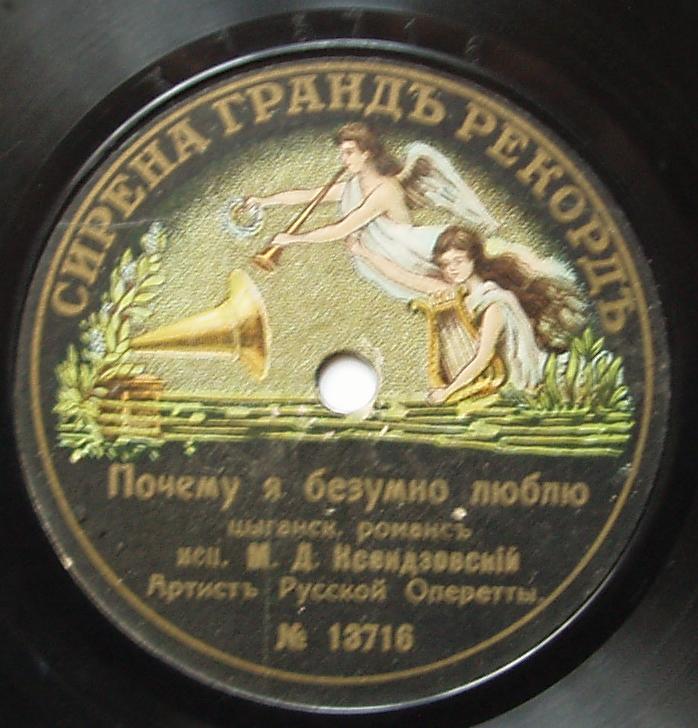 СИРЕНА ГРАНДЪ РЕКОРДЪ
Почему я безумно люблю
цыганск. романсъ
исп. М. Д. Ксендзовскій
Артистъ Русской Оперетты.
№ 13716